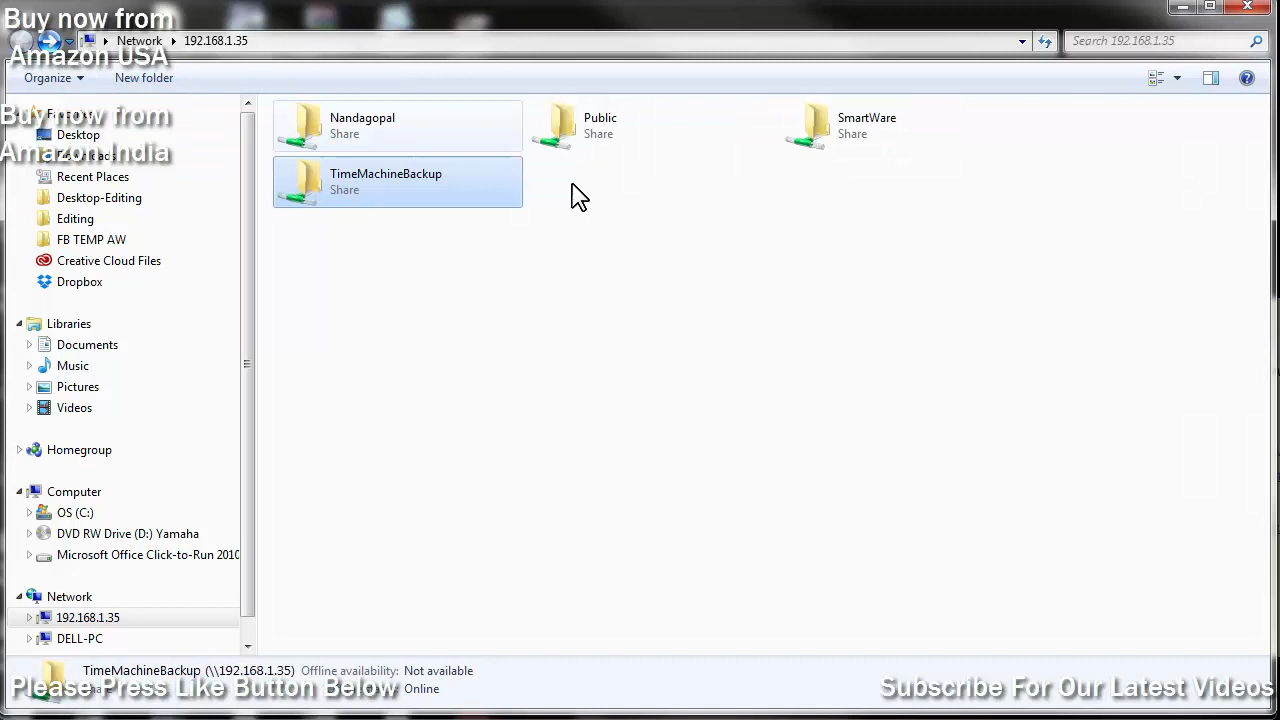 Buy now from
Amazon USA
Network
192.168.1.35
Search 192.168.1.35
Organize
New folder
Buy now from
Amazon India
Desktop
Recent Places
Desktop-Editing
Editing
FB TEMP AW
Creative Cloud Files
Dropbox
Libraries
Documents
Music
Pictures
Videos
Homegroup
Computer
OS (C:)
DVD RW Drive (D:) Yamaha
Microsoft Office Click-to-Run 2010
Network
192.168.1.35
DELL-PC
Nandagopal
Share
Public
Share
SmartWare
Share
TimeMachineBackup
Share
TimeMachineBackup (\\192.168.1.35) Offline availability: Not available
Online
Please Press Like Button Below
Subscribe For Our Latest Videos